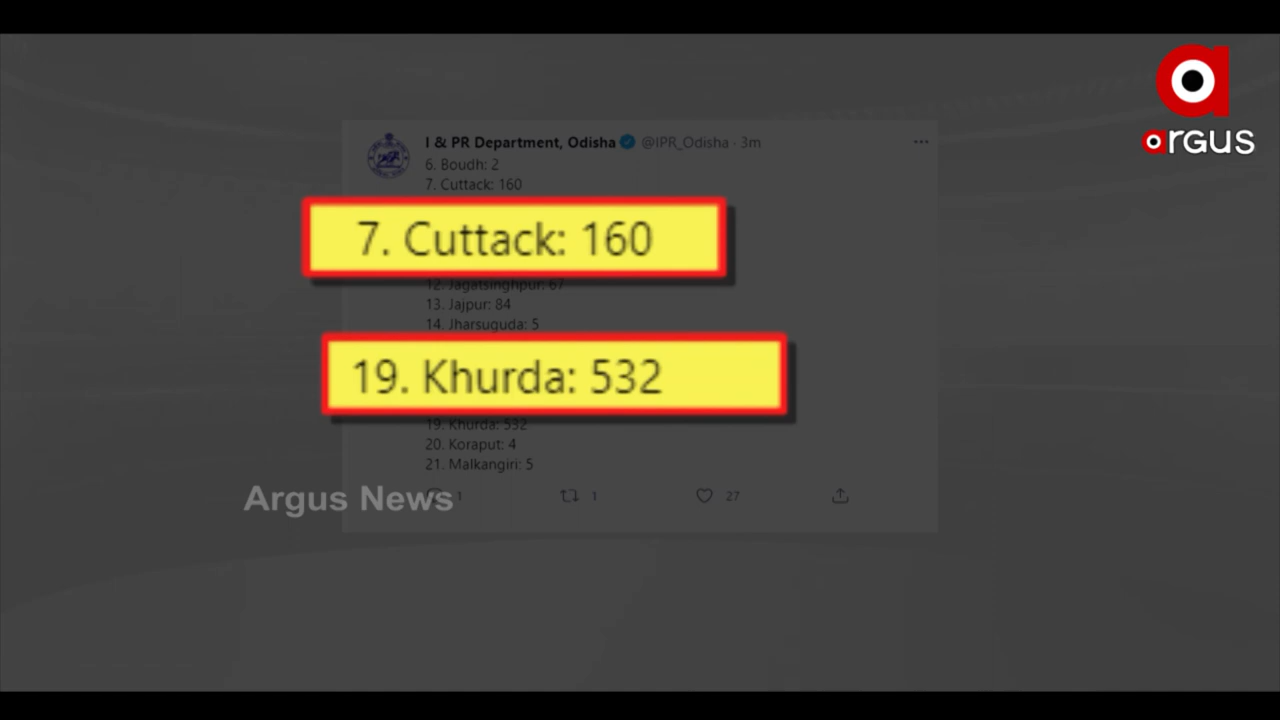 argus
I & PR Department, Odisha @IPR_Odisha · 3m
6. Boudh: 2
7. Cuttack: 160
7. Cuttack: 160
12. Jagatsinghpur: 67
13. Jajpur: 84
14. Jharsuguda: 5
19. Khurda: 532
19. Khurda: 532
20. Koraput: 4
21. Malkangiri: 5
Argus News
1 1 27